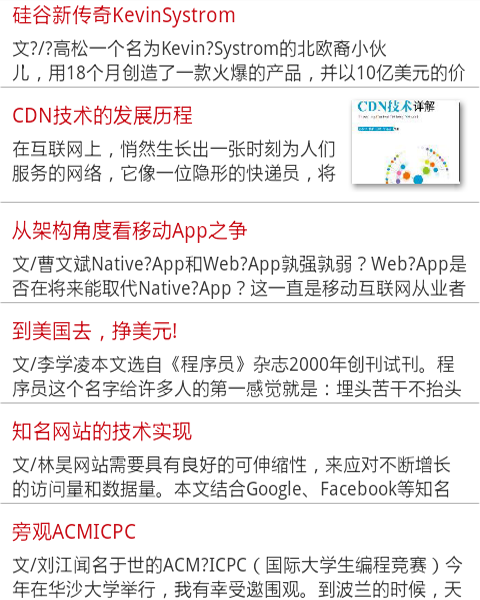 硅谷新传奇KevinSystrom
文?/?高松一个名为Kevin?Systrom的北欧裔小伙
儿，用18个月创造了一款火爆的产品，并以10亿美元的价
CDN技术的发展历程
在互联网上，悄然生长出一张时刻为人们
服务的网络，它像一位隐形的快递员，将
CDN技术详解
从架构角度看移动App之争
文/曹文斌Native?App和Web?App孰强孰弱？Web?App是
否在将来能取代Native?App？这一直是移动互联网从业者
到美国去，挣美元!
文/李学凌本文选自《程序员》杂志2000年创刊试刊。程
序员这个名字给许多人的第一感觉就是：埋头苦干不抬头
知名网站的技术实现
文/林昊网站需要具有良好的可伸缩性，来应对不断增长
的访问量和数据量。本文结合Google、Facebook等知名
旁观ACMICPC
文/刘江闻名于世的ACM?ICPC（国际大学生编程竞赛）今
年在华沙大学举行，我有幸受邀围观。到波兰的时候，天